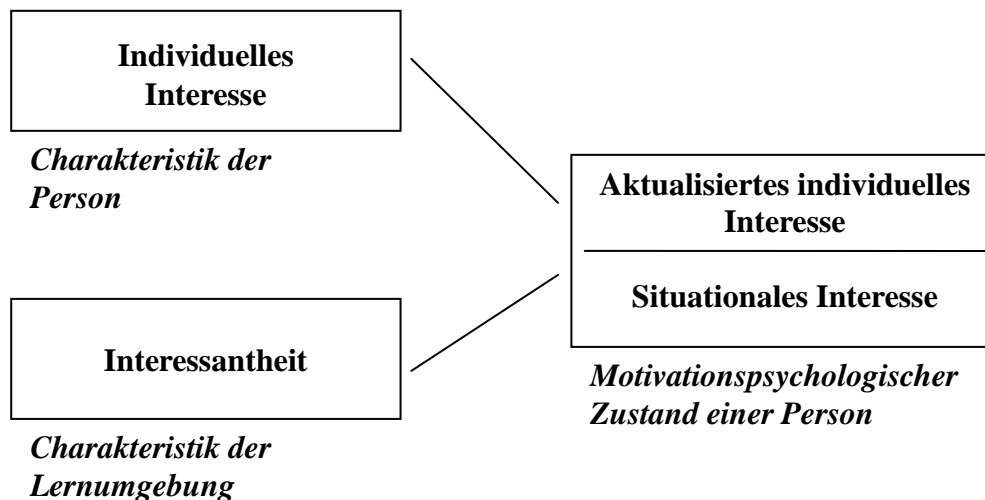 Individuelles
Interesse
Charakteristik der
Person
Aktualisiertes individuelles
Interesse
Situationales Interesse
Motivationspsychologischer
Zustand einer Person
Interessantheit
Charakteristik der
Lernumgebung